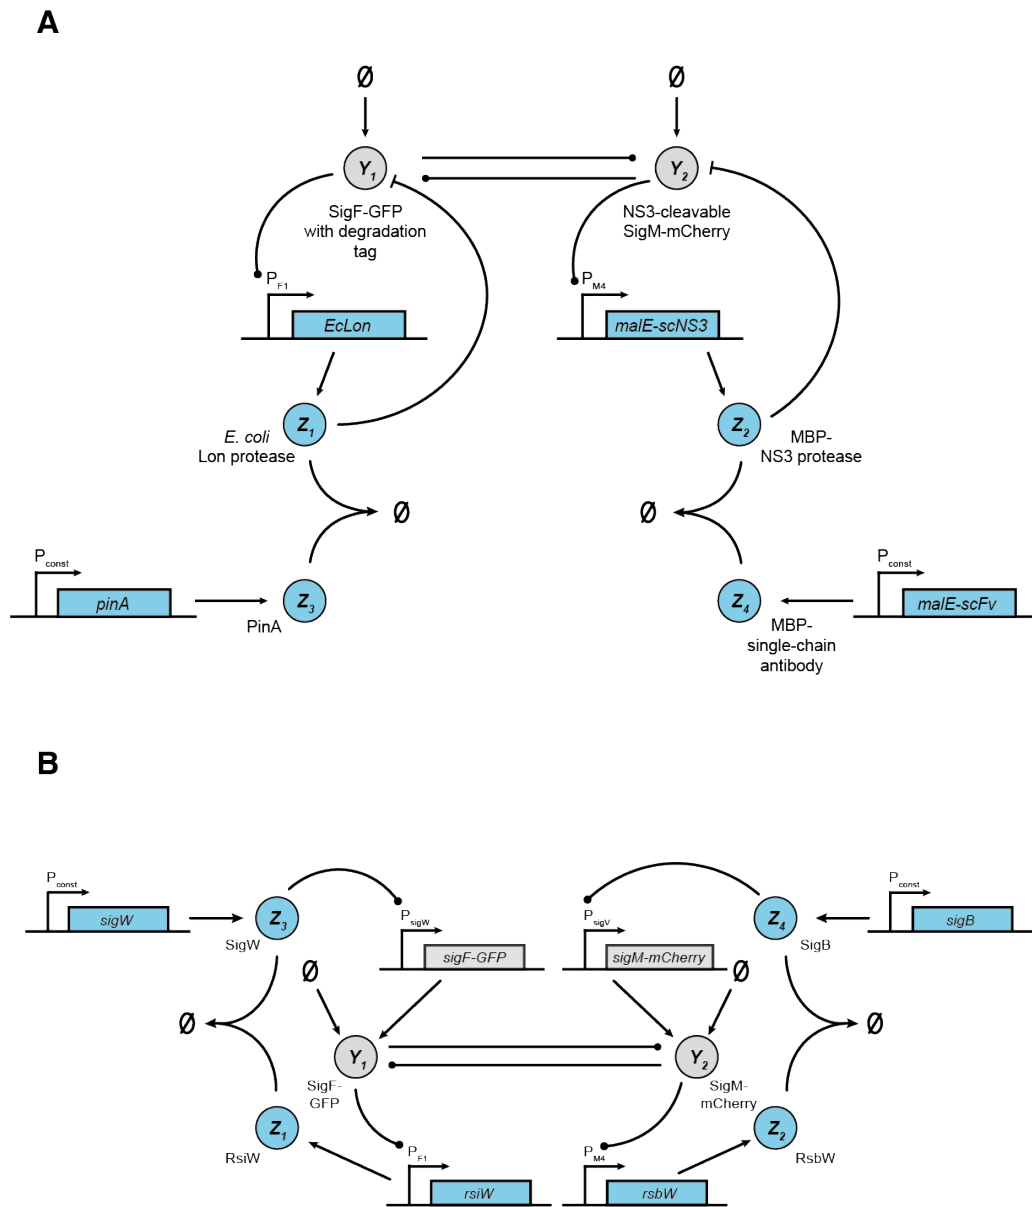 A
Ø
Ø
Y1
Y2
SigF-GFP
with degradation
tag
NS3-cleavable
SigM-mCherry
PF1
PM4
EcLon
malE-scNS3
Z1
Z2
E. coli
Lon protease
MBP-
NS3 protease
Ø
Ø
Pconst
Pconst
pinA
Z3
Z4
malE-scFv
PinA
MBP-
single-chain
antibody
B
Pconst
Pconst
sigW
Z3
PsigW
PsigV
Z4
sigB
SigW
SigB
sigF-GFP
sigM-mCherry
Ø
Ø
Ø
Ø
Y1
Y2
SigF-
GFP
SigM-
mCherry
Z1
Z2
RsiW
RsbW
PF1
PM4
rsiW
rsbW